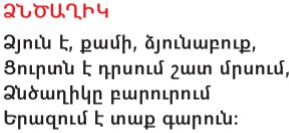 ՁՆԾԱՂԻԿ
Ձյուն է, քամի, ձյունաբուք,
Ցուրտն է դրսում շատ մրսում,
Ձնծաղիկը բարուրում
Երազում է տաք գարուն: